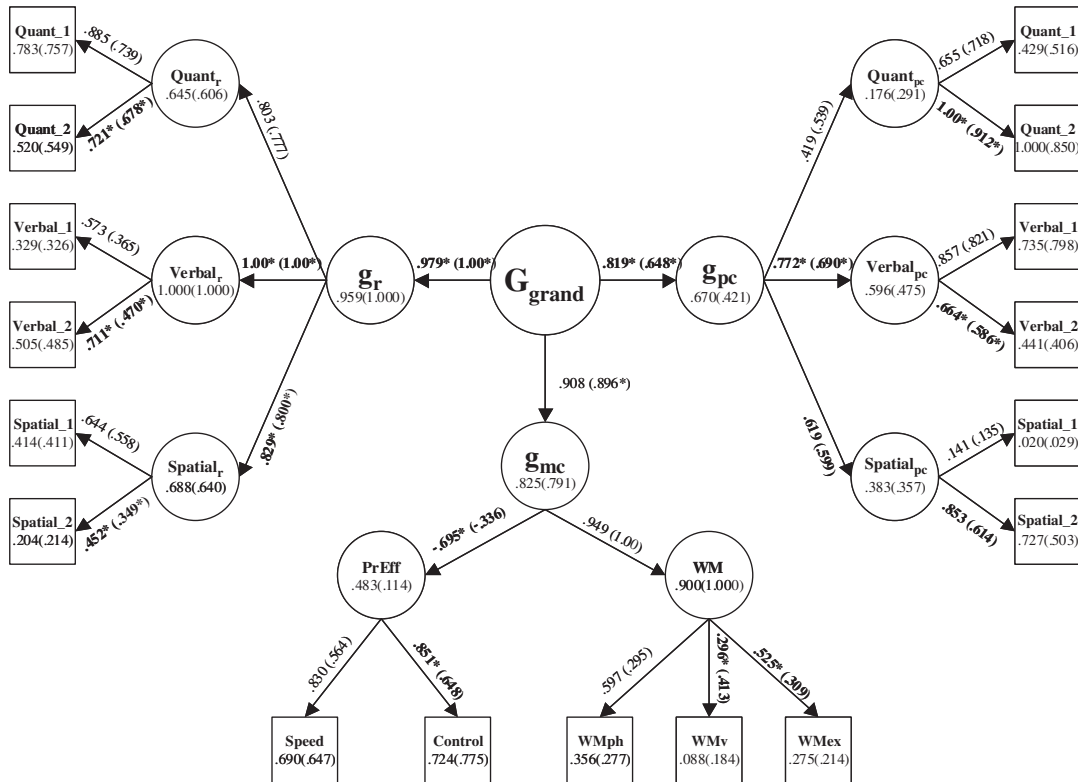 Quant_1
.783(.757)
.885 (.739)
Quant_r
.645(.606)
Quant_2
.520(.549)
.721* (.678*)
.803 (.777)
Verbal_1
.329(.326)
.573 (.365)
Verbal_r
1.000(1.000)
Verbal_2
.505(.485)
.711* (.470*)
1.00* (1.00*)
g_r
.959(1.000)
.979* (1.00*)
G_grand
Spatial_1
.414(.411)
.644 (.558)
Spatial_r
.688(.640)
Spatial_2
.204(.214)
.452* (.349*)
.829* (.800*)
.819* (.648*)
g_pc
.670(.421)
.419 (.539)
Quant_pc
.176(.291)
.655 (.718)
Quant_1
.429(.516)
1.00* (.912*)
Quant_2
1.000(.850)
.772* (.690*)
Verbal_pc
.596(.475)
.857 (.821)
Verbal_1
.735(.798)
.664* (.586*)
Verbal_2
.441(.406)
.619 (.599)
Spatial_pc
.383(.357)
.141 (.135)
Spatial_1
.020(.029)
.853 (.614)
Spatial_2
.727(.503)
.908 (.896*)
g_mc
.825(.791)
-.695* (-.336)
.949 (1.00)
PrEff
.483(.114)
WM
.900(1.000)
.830 (.564)
.851* (.648)
.597 (.295)
.296* (.413)
.525* (.309)
Speed
.690(.647)
Control
.724(.775)
WMph
.356(.277)
WMv
.088(.184)
WMex
.275(.214)